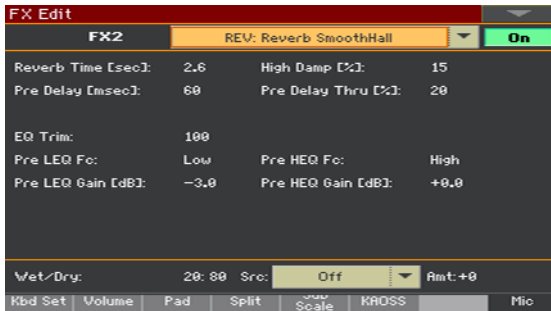 FX Edit
FX2 REV: Reverb SmoothHall On
Reverb Time [sec]: 2.6 High Damp [%]: 15
Pre Delay [msec]: 60 Pre Delay Thru [%]: 20
EQ Trim: 100
Pre LEQ Fc: Low Pre HEQ Fc: High
Pre LEQ Gain [dB]: -3.0 Pre HEQ Gain [dB]: +0.0
Wet/Dry: 20:80 Src: Off Amt:+0
Kbd Set Volume Pad Split Sub Scale KAOSS Mic